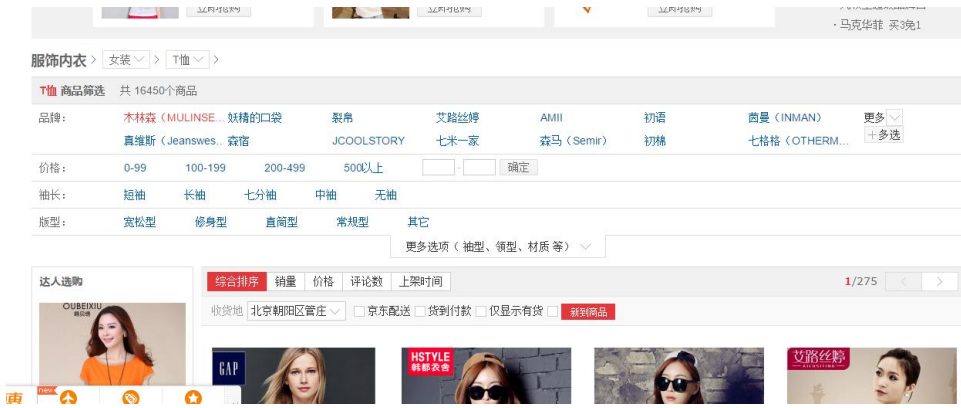 立即抢购 立即抢购 立即抢购
· 马克华菲 买3免1
服饰内衣 > 女装 > T恤 >
T恤 商品筛选 共 16450个商品
品牌： 木林森（MULINSE... 妖精的口袋 裂帛 艾路丝婷 AMII 初语 茵曼（INMAN） 更多
真维斯（Jeanswes... 森宿 JCOOLSTORY 七米一家 森马（Semir） 初棉 七格格（OTHERM... +多选
价格： 0-99 100-199 200-499 500以上 - 确定
袖长： 短袖 长袖 七分袖 中袖 无袖
版型： 宽松型 修身型 直筒型 常规型 其它
更多选项（ 袖型、领型、材质 等）
达人选购 综合排序 销量 价格 评论数 上架时间 1/275 < >
收货地 北京朝阳区管庄 京东配送 货到付款 仅显示有货 新到商品
OUBEIXIU
GAP
HSTYLE
韩都衣舍
艾路丝婷
new
惠